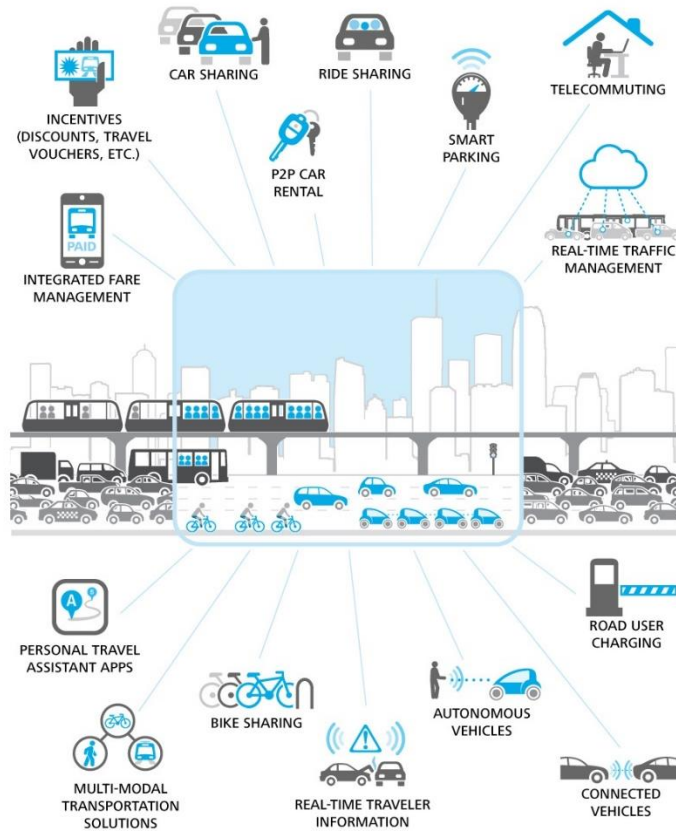 CAR SHARING
RIDE SHARING
TELECOMMUTING
INCENTIVES
(DISCOUNTS, TRAVEL
VOUCHERS, ETC.)
P2P CAR
RENTAL
SMART
PARKING
PAID
INTEGRATED FARE
MANAGEMENT
REAL-TIME TRAFFIC
MANAGEMENT
A
B
PERSONAL TRAVEL
ASSISTANT APPS
ROAD USER
CHARGING
BIKE SHARING
AUTONOMOUS
VEHICLES
MULTI-MODAL
TRANSPORTATION
SOLUTIONS
REAL-TIME TRAVELER
INFORMATION
CONNECTED
VEHICLES